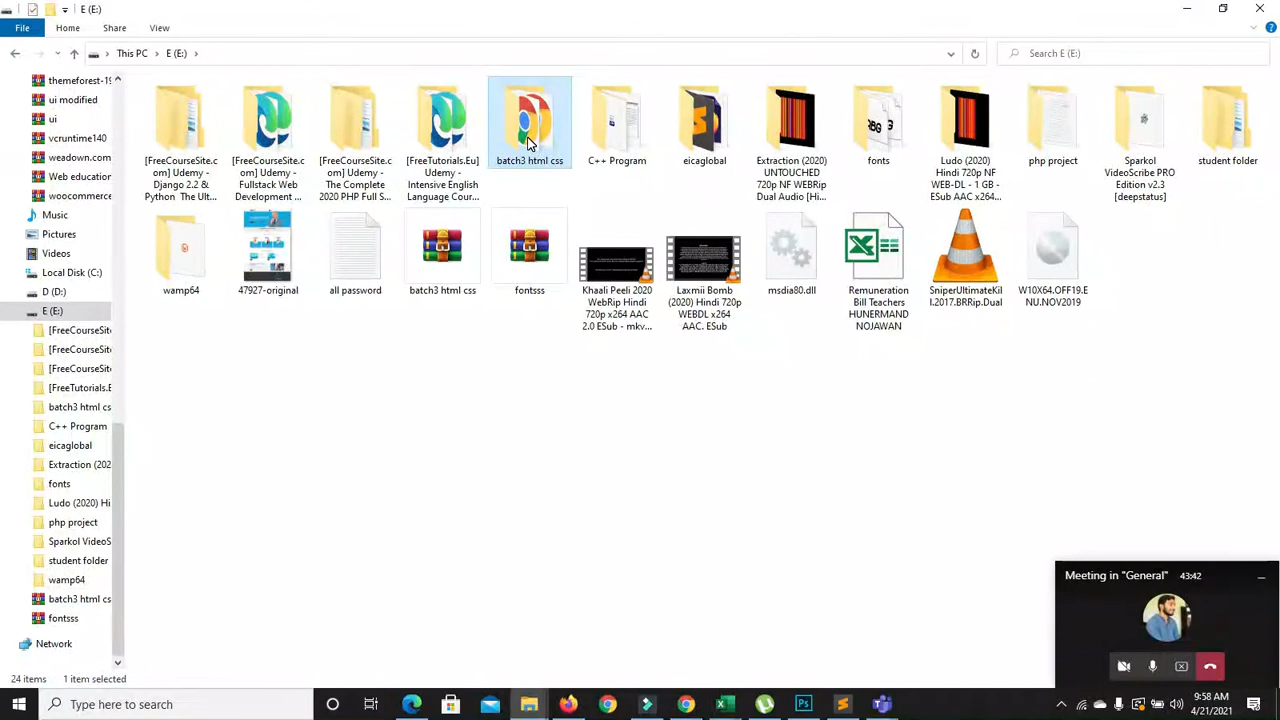 E (E:)
File
Home
Share
View
This PC
E (E:)
Search E (E:)
themeforest-19
ui modified
ui
vcruntime140
weadown.com
Web education
woocommerce
Music
Pictures
Videos
Local Disk (C:)
D (D:)
E (E:)
[FreeCourseSite
[FreeCourseSite
[FreeCourseSite
[FreeTutorials.E
batch3 html cs
C++ Program
eicaglobal
Extraction (202
fonts
Ludo (2020) Hi
php project
Sparkol VideoS
student folder
wamp64
batch3 html cs
fontsss
Network
[FreeCourseSite.c
om] Udemy -
Django 2.2 &
Python The Ult...
[FreeCourseSite.c
om] Udemy -
Fullstack Web
Development ...
[FreeCourseSite.c
om] Udemy -
The Complete
2020 PHP Full S...
[FreeTutorials.Eu]
Udemy -
Intensive English
Language Cour...
batch3 html css
C++ Program
eicaglobal
Extraction (2020)
UNTOUCHED
720p NF WEBRip
Dual Audio [Hi...
fonts
Ludo (2020)
Hindi 720p NF
WEB-DL - 1 GB -
ESub AAC x264...
php project
Sparkol
VideoScribe PRO
Edition v2.3
[deepstatus]
student folder
wamp64
47927-original
all password
batch3 html css
fontsss
Khaali Peeli 2020
WebRip Hindi
720p x264 AAC
2.0 ESub - mkv...
Laxmii Bomb
(2020) Hindi 720p
WEBDL x264
AAC. ESub
msdia80.dll
Remuneration
Bill Teachers
HUNERMAND
NOJAWAN
SniperUltimateKil
l.2017.BRRip.Dual
W10X64.OFF19.E
NU.NOV2019
Meeting in "General"
43:42
24 items
1 item selected
Type here to search
9:58 AM
4/21/2021